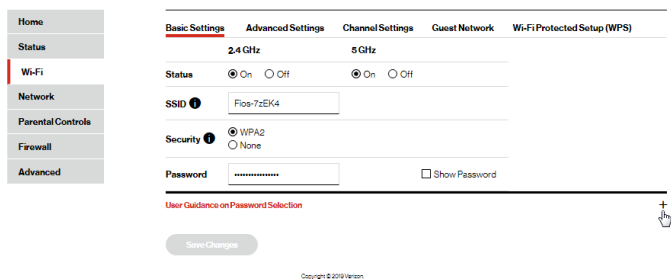 Home
Status
Wi-Fi
Network
Parental Controls
Firewall
Advanced
Basic Settings Advanced Settings Channel Settings Guest Network Wi-Fi Protected Setup (WPS)
2.4 GHz 5 GHz
Status On Off On Off
SSID i Fios-7zEK4
Security i WPA2
None
Password •••••••••••••••• Show Password
User Guidance on Password Selection +
Save Changes
Copyright © 2019 Verizon